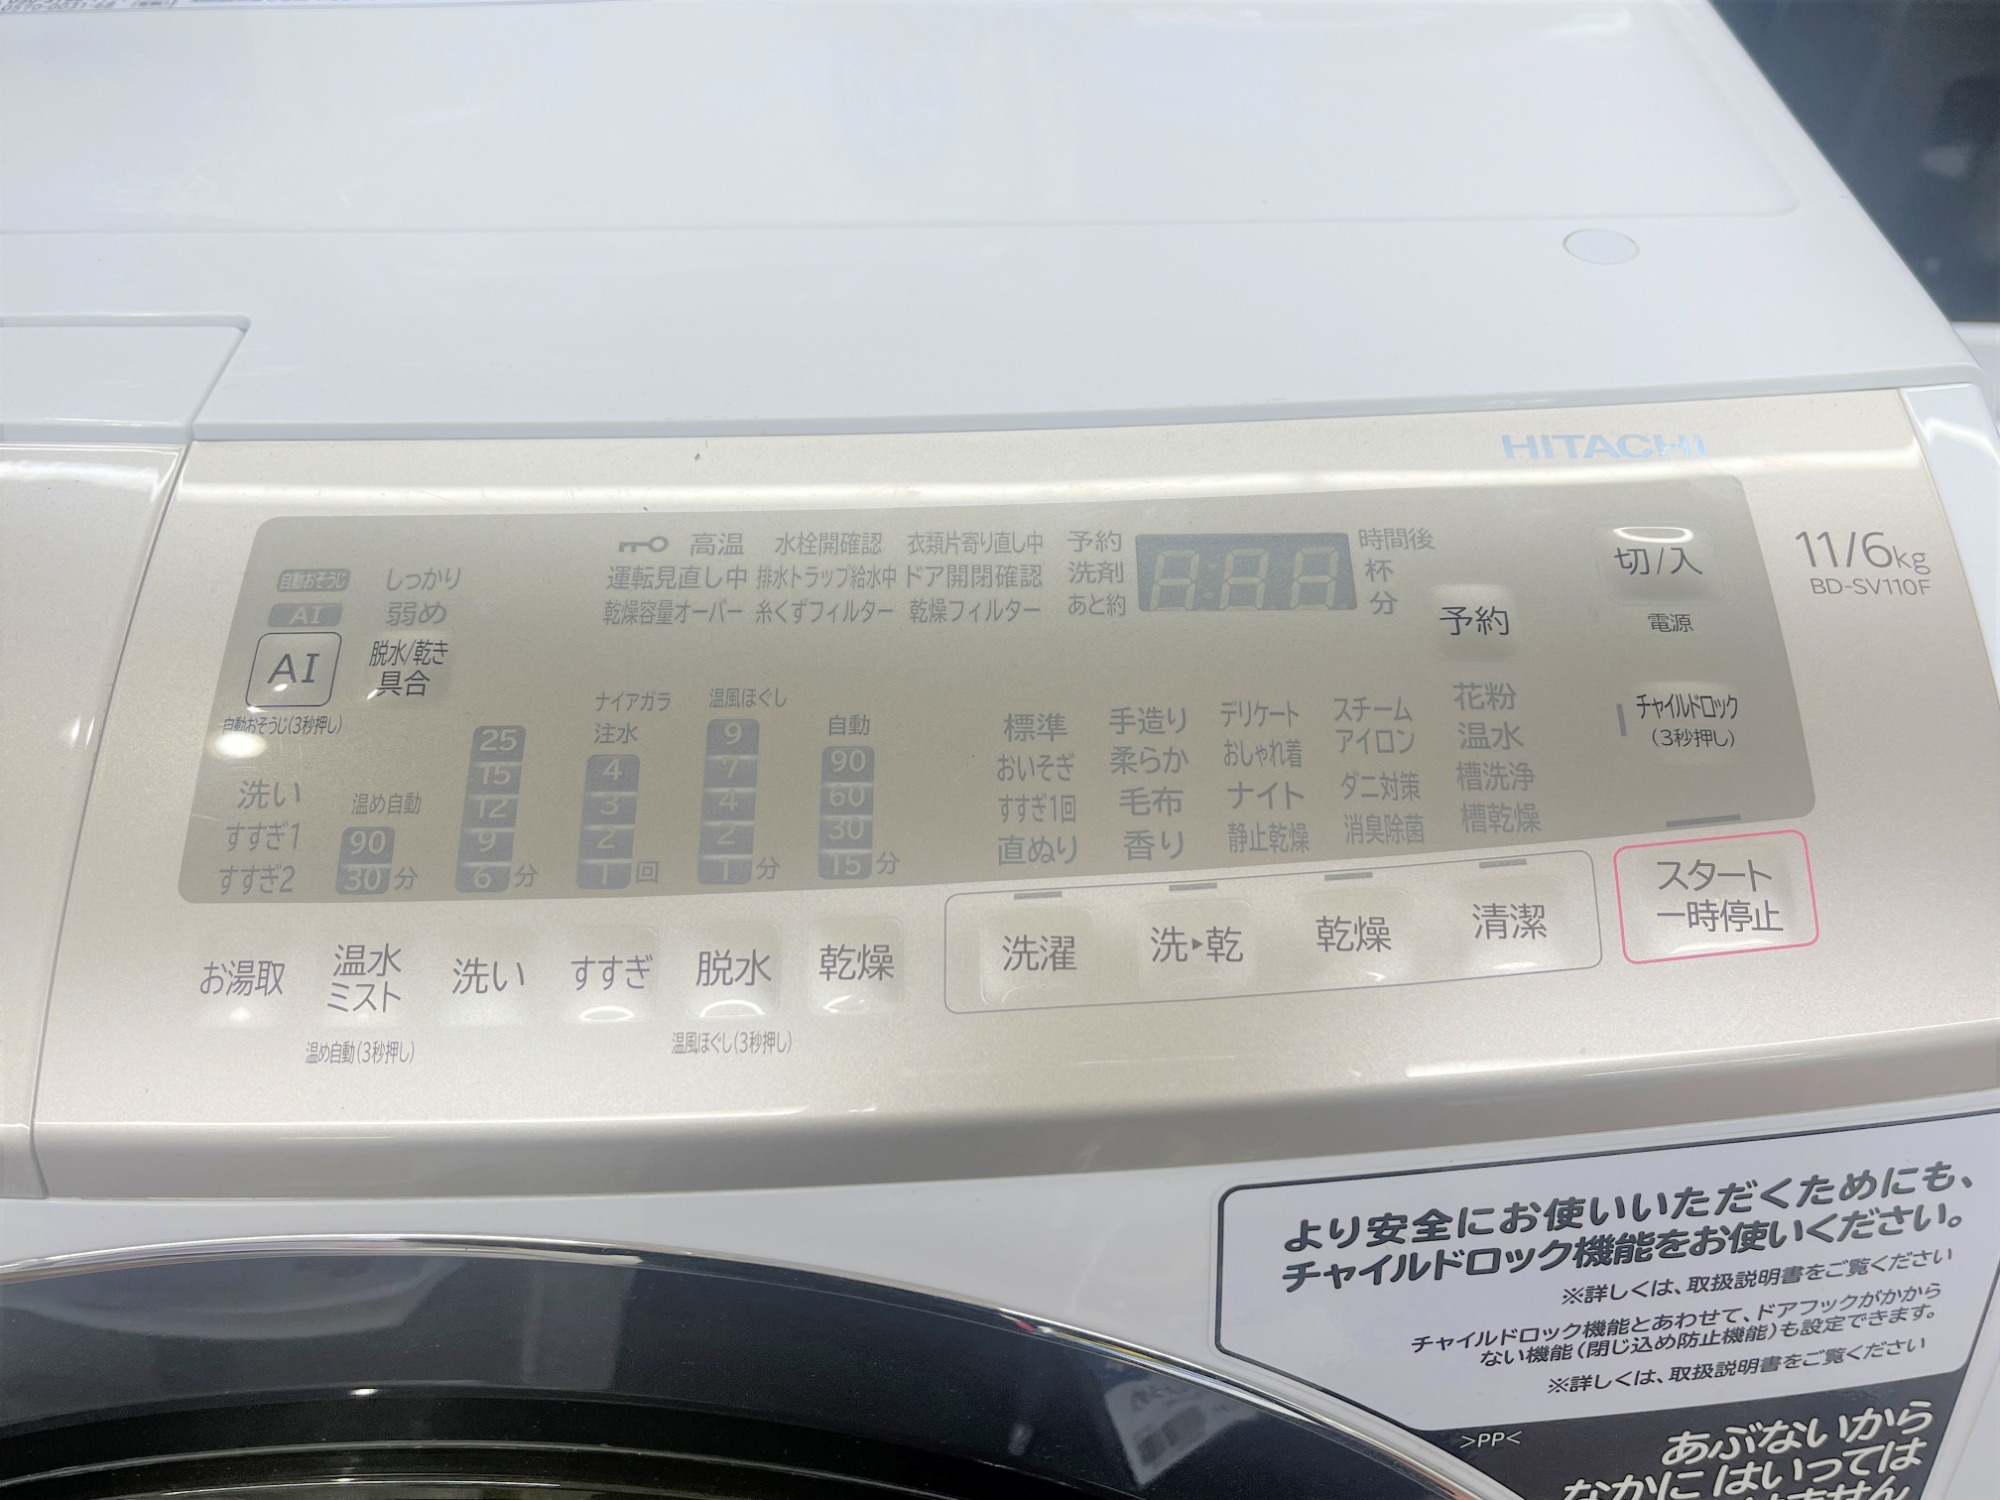 HITACHI
11/6kg
BD-SV110F
高温 水栓開確認 衣類片寄り直し中 予約 888 時間後
運転見直し中 排水トラップ給水中 ドア開閉確認 洗剤 杯
乾燥容量オーバー 糸くずフィルター 乾燥フィルター あと約 分
自動おそうじ しっかり
AI 弱め
AI 脱水/乾き
具合
自動おそうじ(3秒押し)
予約
切/入
電源
チャイルドロック
(3秒押し)
洗い
すすぎ1
すすぎ2
温め自動
90
30 分
25
15
12
9
6 分
ナイアガラ
注水
4
3
2
1 回
温風ほぐし
9
7
4
2
1 分
自動
90
60
30
15 分
標準
おいそぎ
すすぎ1回
直ぬり
手造り
柔らか
毛布
香り
デリケート
おしゃれ着
ナイト
静止乾燥
スチーム
アイロン
ダニ対策
消臭除菌
花粉
温水
槽洗浄
槽乾燥
お湯取
温水
ミスト
温め自動(3秒押し)
洗い
すすぎ
脱水
温風ほぐし(3秒押し)
乾燥
洗濯
洗▶乾
乾燥
清潔
スタート
一時停止
より安全にお使いいただくためにも、
チャイルドロック機能をお使いください。
※詳しくは、取扱説明書をご覧ください
チャイルドロック機能とあわせて、ドアフックがかから
ない機能(閉じ込め防止機能)も設定できます。
※詳しくは、取扱説明書をご覧ください
>PP<
あぶないから
なかに はいっては